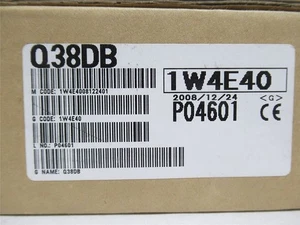 Q38DB
M CODE: 1W4E4008122401
G CODE: 1W4E40
L NO.: P04601
G NAME: Q38DB
1W4E40
2008/12/24 <G>
P04601 CE